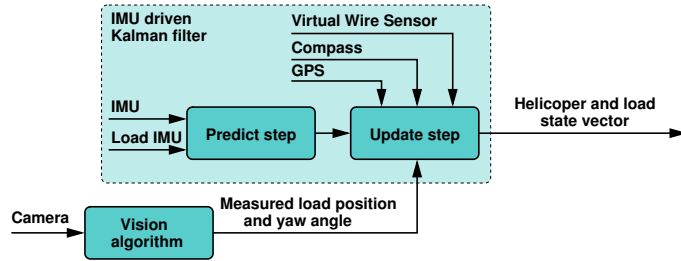 IMU driven
Kalman filter
Virtual Wire Sensor
Compass
GPS
IMU
Load IMU
Predict step
Update step
Helicoper and load
state vector
Measured load position
and yaw angle
Camera
Vision
algorithm